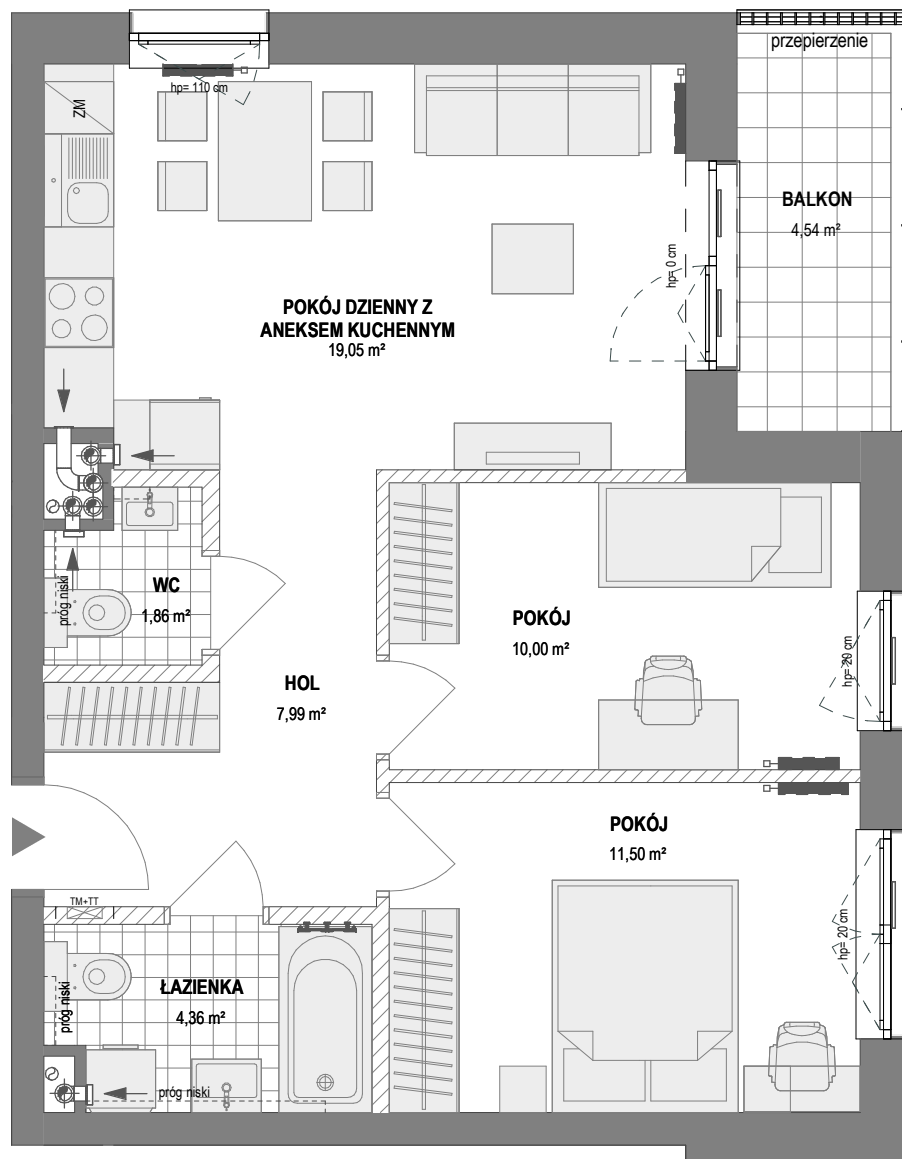 przepierzenie
hp= 110 cm
ZM
BALKON
4,54 m²
hp= 0 cm
POKÓJ DZIENNY Z
ANEKSEM KUCHENNYM
19,05 m²
WC
1,86 m²
próg niski
POKÓJ
10,00 m²
hp= 20 cm
HOL
7,99 m²
POKÓJ
11,50 m²
hp= 20 cm
TM+TT
ŁAZIENKA
4,36 m²
próg niski
próg niski